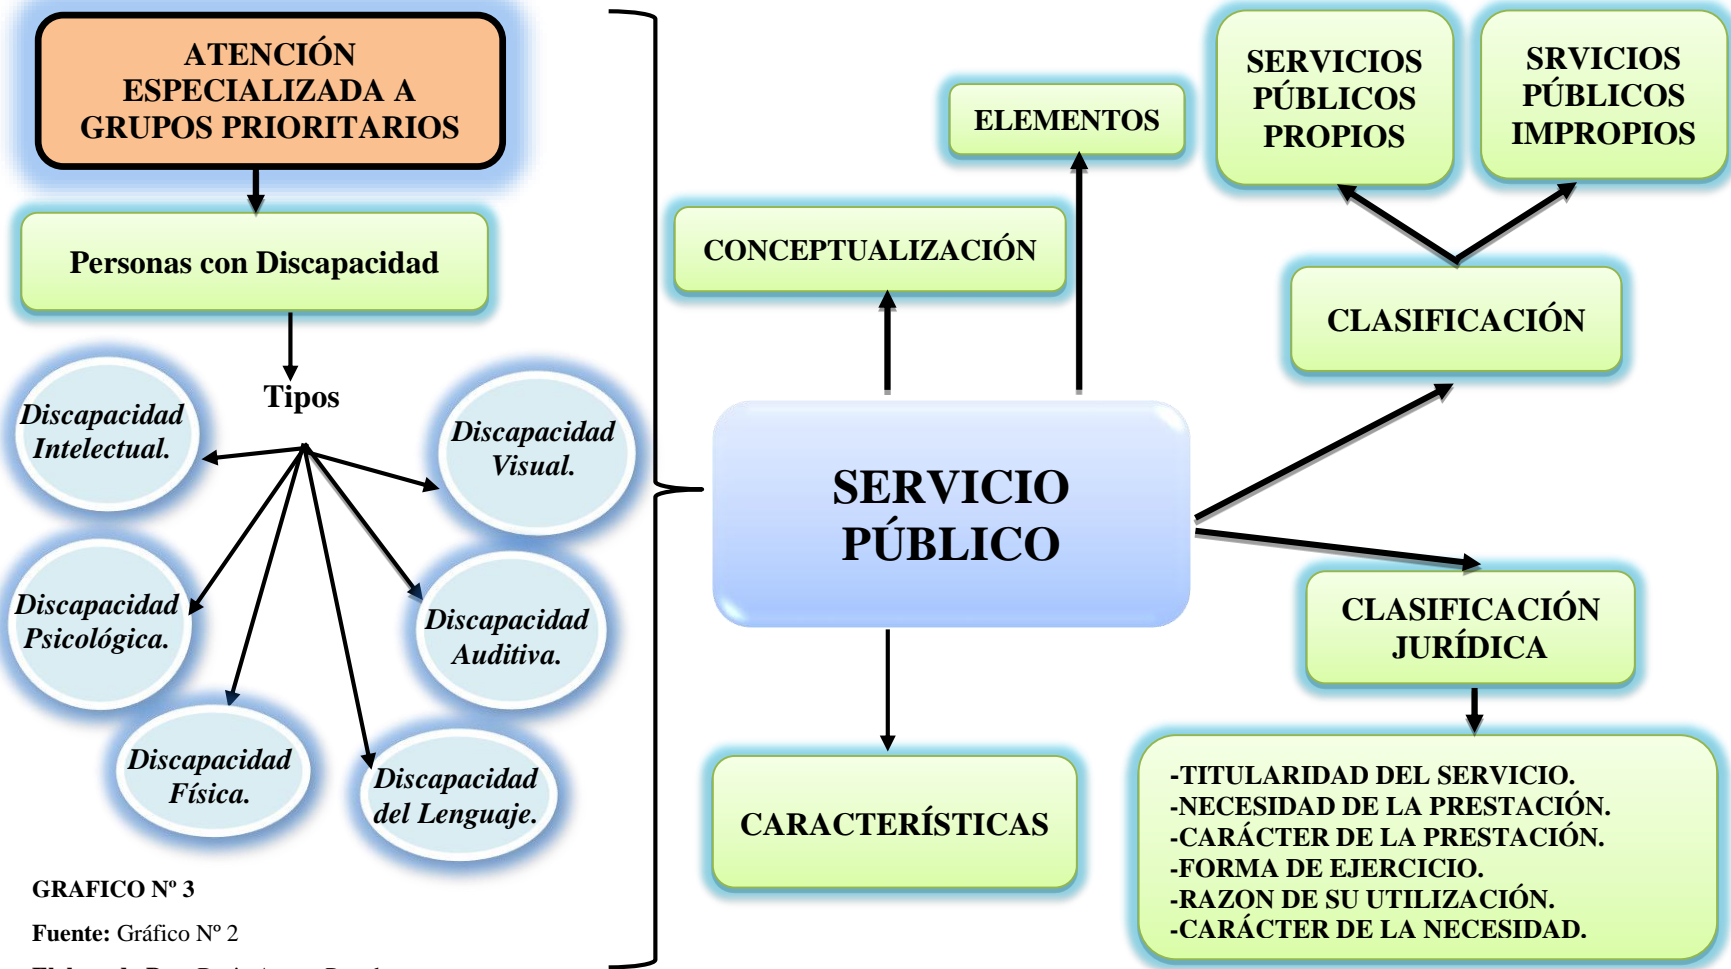 ATENCIÓN
ESPECIALIZADA A
GRUPOS PRIORITARIOS
Personas con Discapacidad
Tipos
Discapacidad
Intelectual.
Discapacidad
Visual.
Discapacidad
Psicológica.
Discapacidad
Auditiva.
Discapacidad
Física.
Discapacidad
del Lenguaje.
GRAFICO Nº 3
Fuente: Gráfico Nº 2
SERVICIO
PÚBLICO
CONCEPTUALIZACIÓN
ELEMENTOS
SERVICIOS
PÚBLICOS
PROPIOS
SRVICIOS
PÚBLICOS
IMPROPIOS
CLASIFICACIÓN
CLASIFICACIÓN
JURÍDICA
-TITULARIDAD DEL SERVICIO.
-NECESIDAD DE LA PRESTACIÓN.
-CARÁCTER DE LA PRESTACIÓN.
-FORMA DE EJERCICIO.
-RAZON DE SU UTILIZACIÓN.
-CARÁCTER DE LA NECESIDAD.
CARACTERÍSTICAS